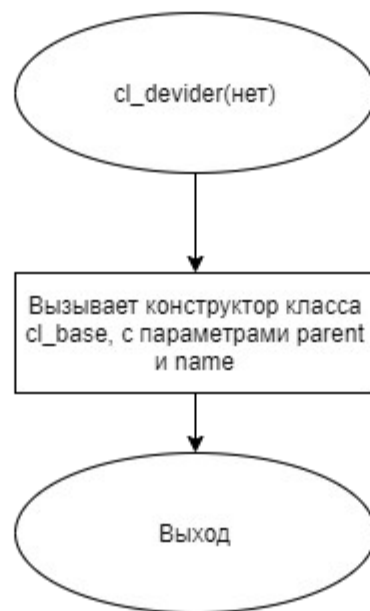 cl_devider(нет)
Вызывает конструктор класса
cl_base, с параметрами parent
и name
Выход